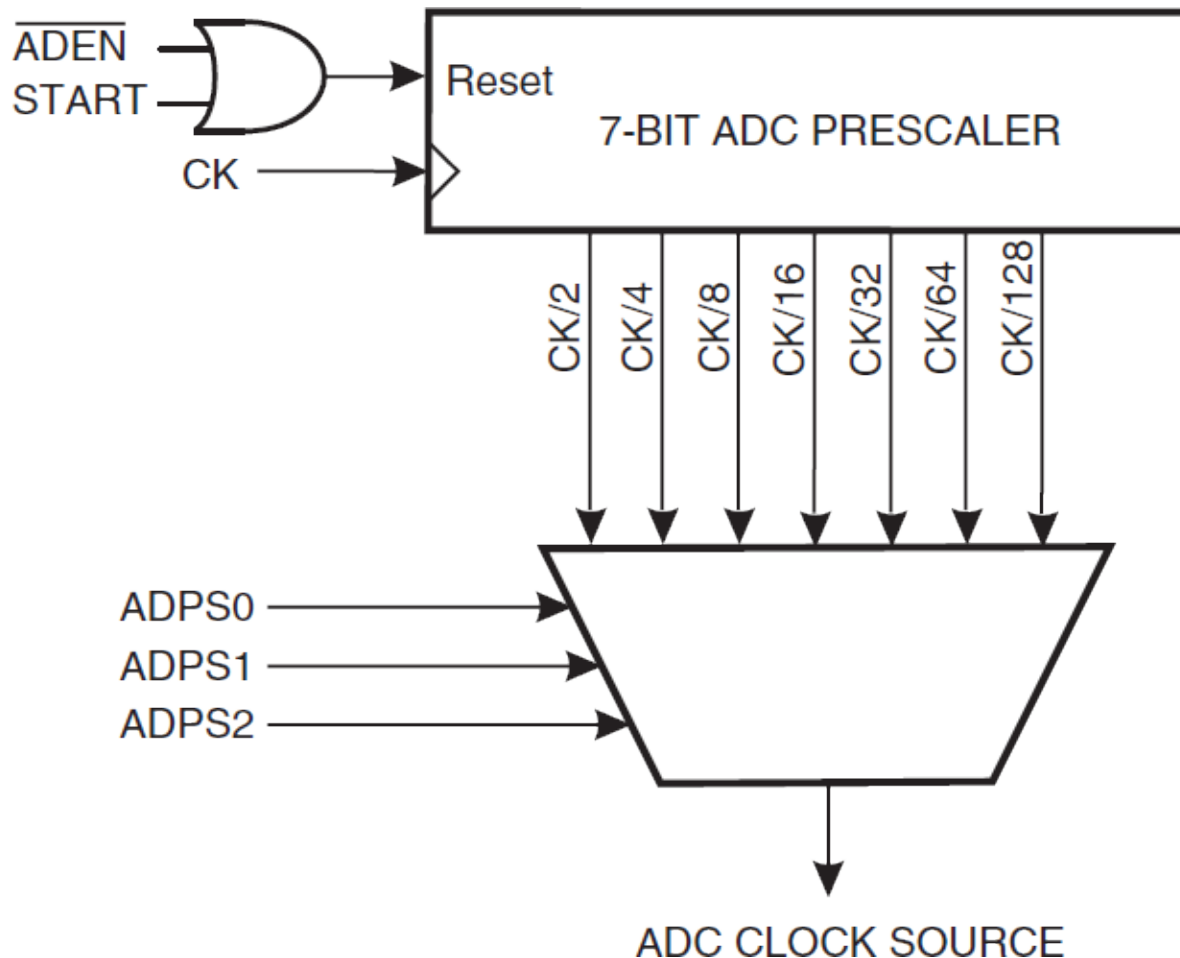 ADEN
START
Reset
7-BIT ADC PRESCALER
CK
CK/2
CK/4
CK/8
CK/16
CK/32
CK/64
CK/128
ADPS0
ADPS1
ADPS2
ADC CLOCK SOURCE